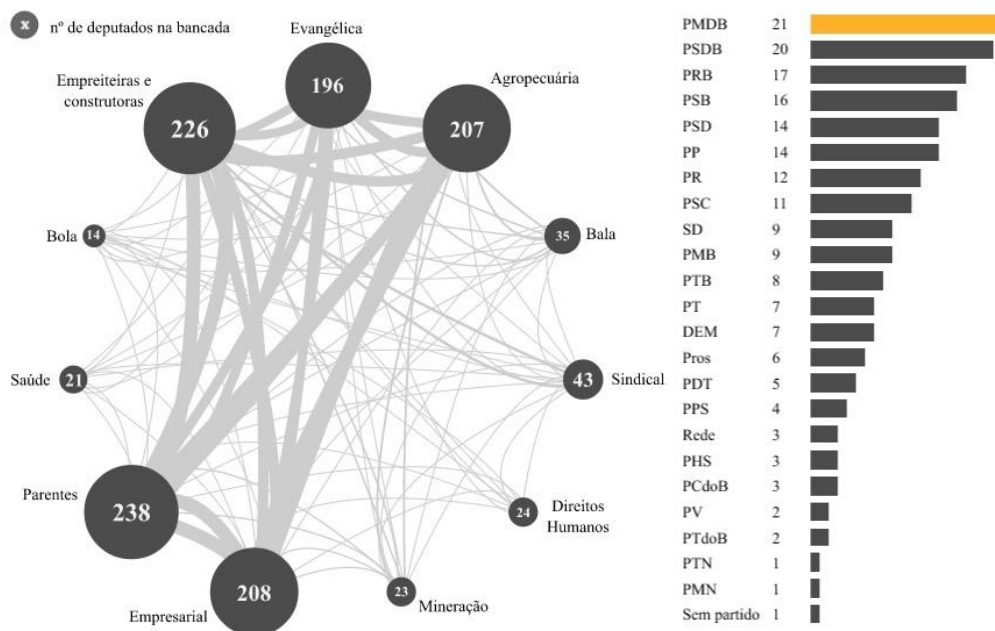 x nº de deputados na bancada
Evangélica
196
Empreiteiras e
construtoras
226
Agropecuária
207
Bola
14
35
Bala
Saúde
21
43
Sindical
Parentes
238
24
Direitos
Humanos
208
Empresarial
23
Mineração
PMDB 21
PSDB 20
PRB 17
PSB 16
PSD 14
PP 14
PR 12
PSC 11
SD 9
PMB 9
PTB 8
PT 7
DEM 7
Pros 6
PDT 5
PPS 4
Rede 3
PHS 3
PCdoB 3
PV 2
PTdoB 2
PTN 1
PMN 1
Sem partido 1